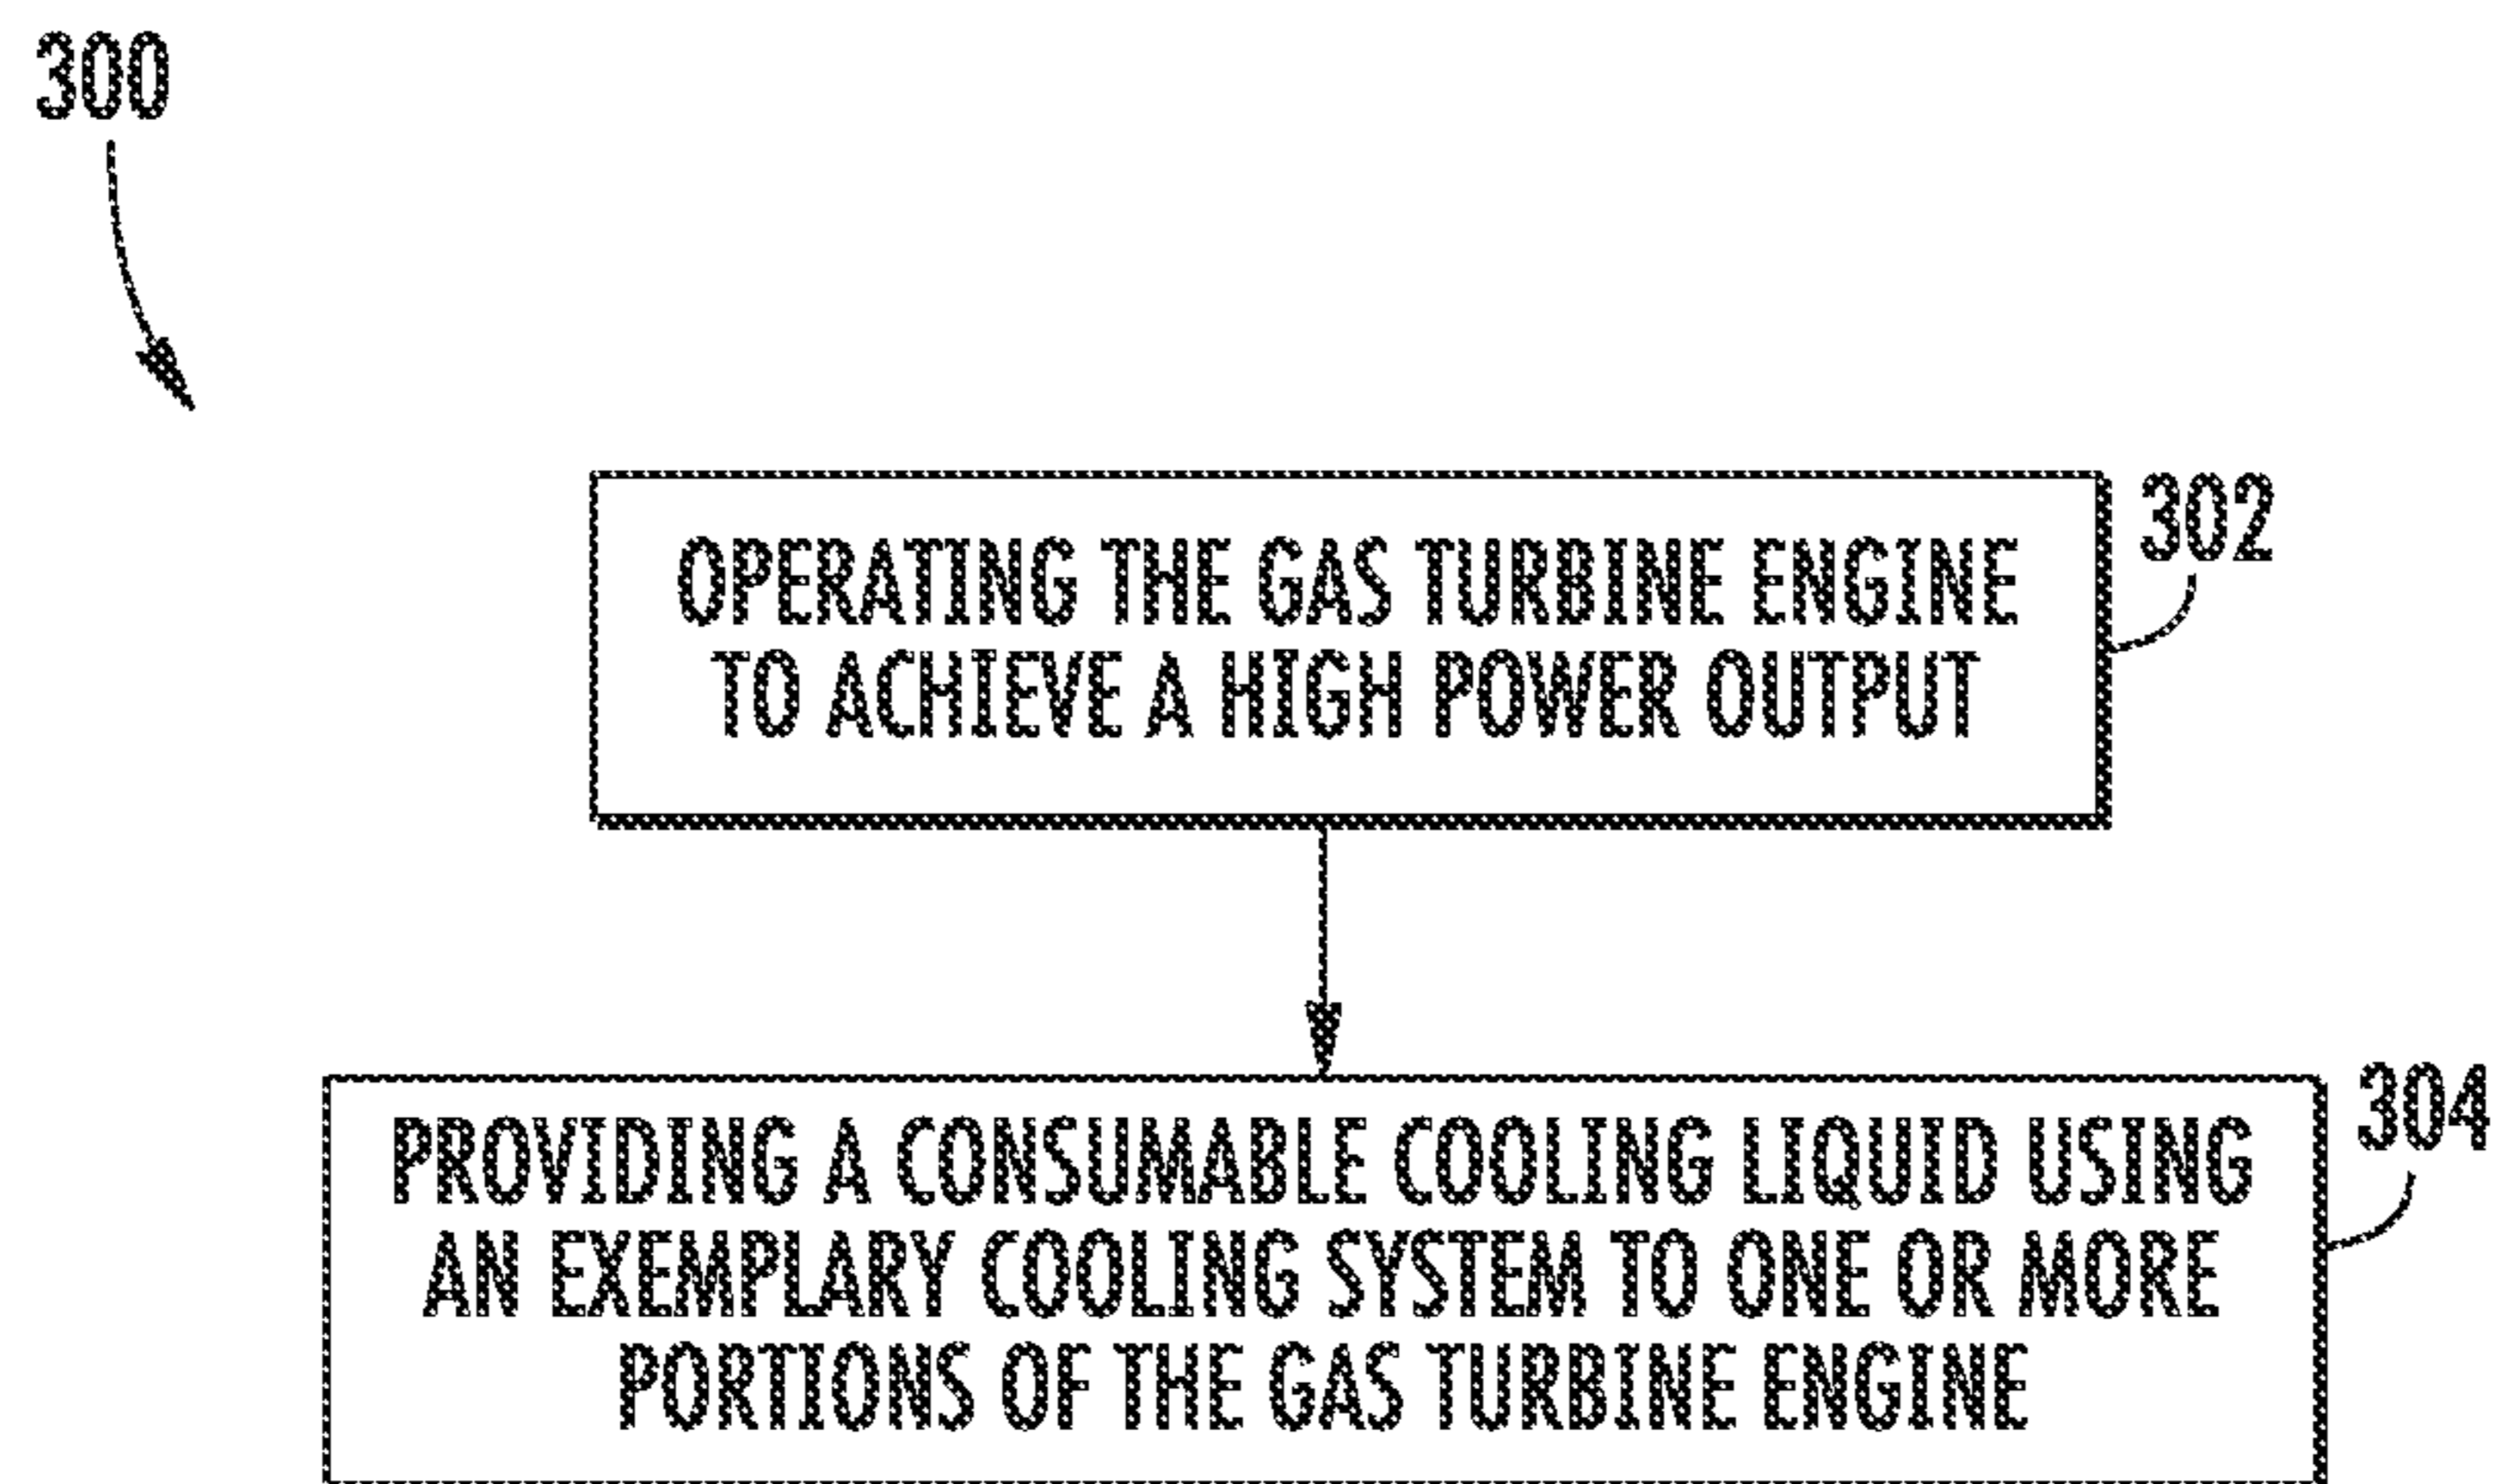 300
OPERATING THE GAS TURBINE ENGINE
TO ACHIEVE A HIGH POWER OUTPUT
302
PROVIDING A CONSUMABLE COOLING LIQUID USING
AN EXEMPLARY COOLING SYSTEM TO ONE OR MORE
PORTIONS OF THE GAS TURBINE ENGINE
304